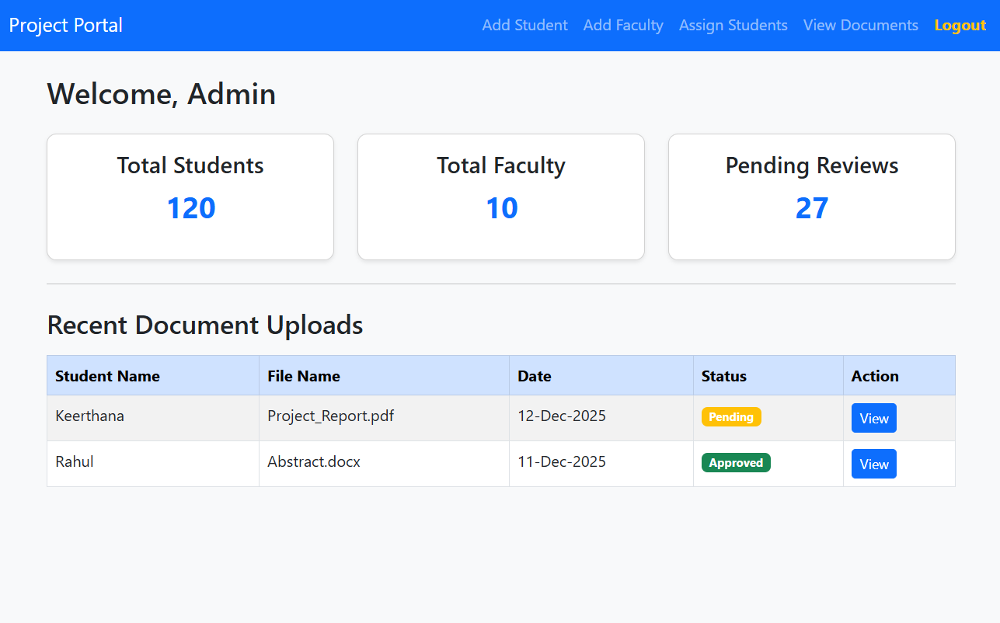 Project Portal Add Student Add Faculty Assign Students View Documents Logout
Welcome, Admin
Total Students Total Faculty Pending Reviews
120 10 27
Recent Document Uploads
Student Name File Name Date Status Action
Keerthana Project_Report.pdf 12-Dec-2025 Pending View
Rahul Abstract.docx 11-Dec-2025 Approved View